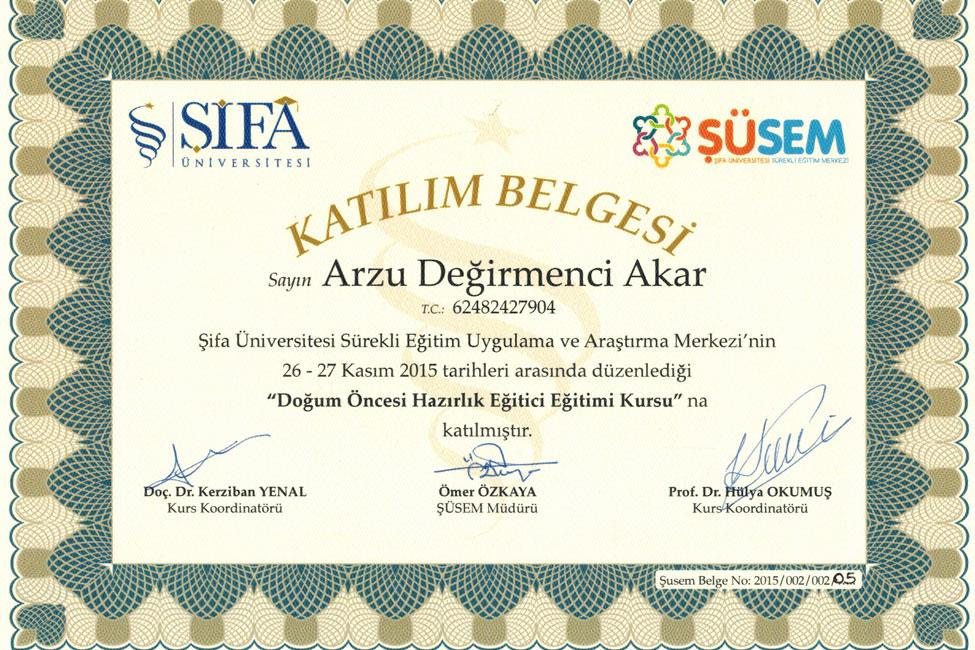 ŞİFA
ÜNİVERSİTESİ
ŞÜSEM
ŞİFA ÜNİVERSİTESİ SÜREKLİ EĞİTİM MERKEZİ
KATILIM BELGESİ
Sayın Arzu Değirmenci Akar
T.C.: 62482427904
Şifa Üniversitesi Sürekli Eğitim Uygulama ve Araştırma Merkezi’nin
26 - 27 Kasım 2015 tarihleri arasında düzenlediği
“Doğum Öncesi Hazırlık Eğitici Eğitimi Kursu” na
katılmıştır.
Doç. Dr. Kerziban YENAL
Kurs Koordinatörü
Ömer ÖZKAYA
ŞÜSEM Müdürü
Prof. Dr. Hülya OKUMUŞ
Kurs Koordinatörü
Şusem Belge No: 2015/002/002/05